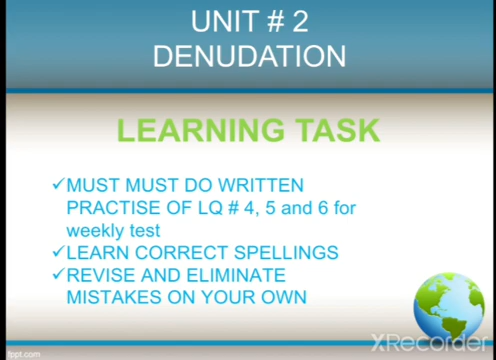 UNIT # 2
DENUDATION
LEARNING TASK
✓MUST MUST DO WRITTEN
PRACTISE OF LQ # 4, 5 and 6 for
weekly test
✓LEARN CORRECT SPELLINGS
✓REVISE AND ELIMINATE
MISTAKES ON YOUR OWN
XRecorder
fppt.com